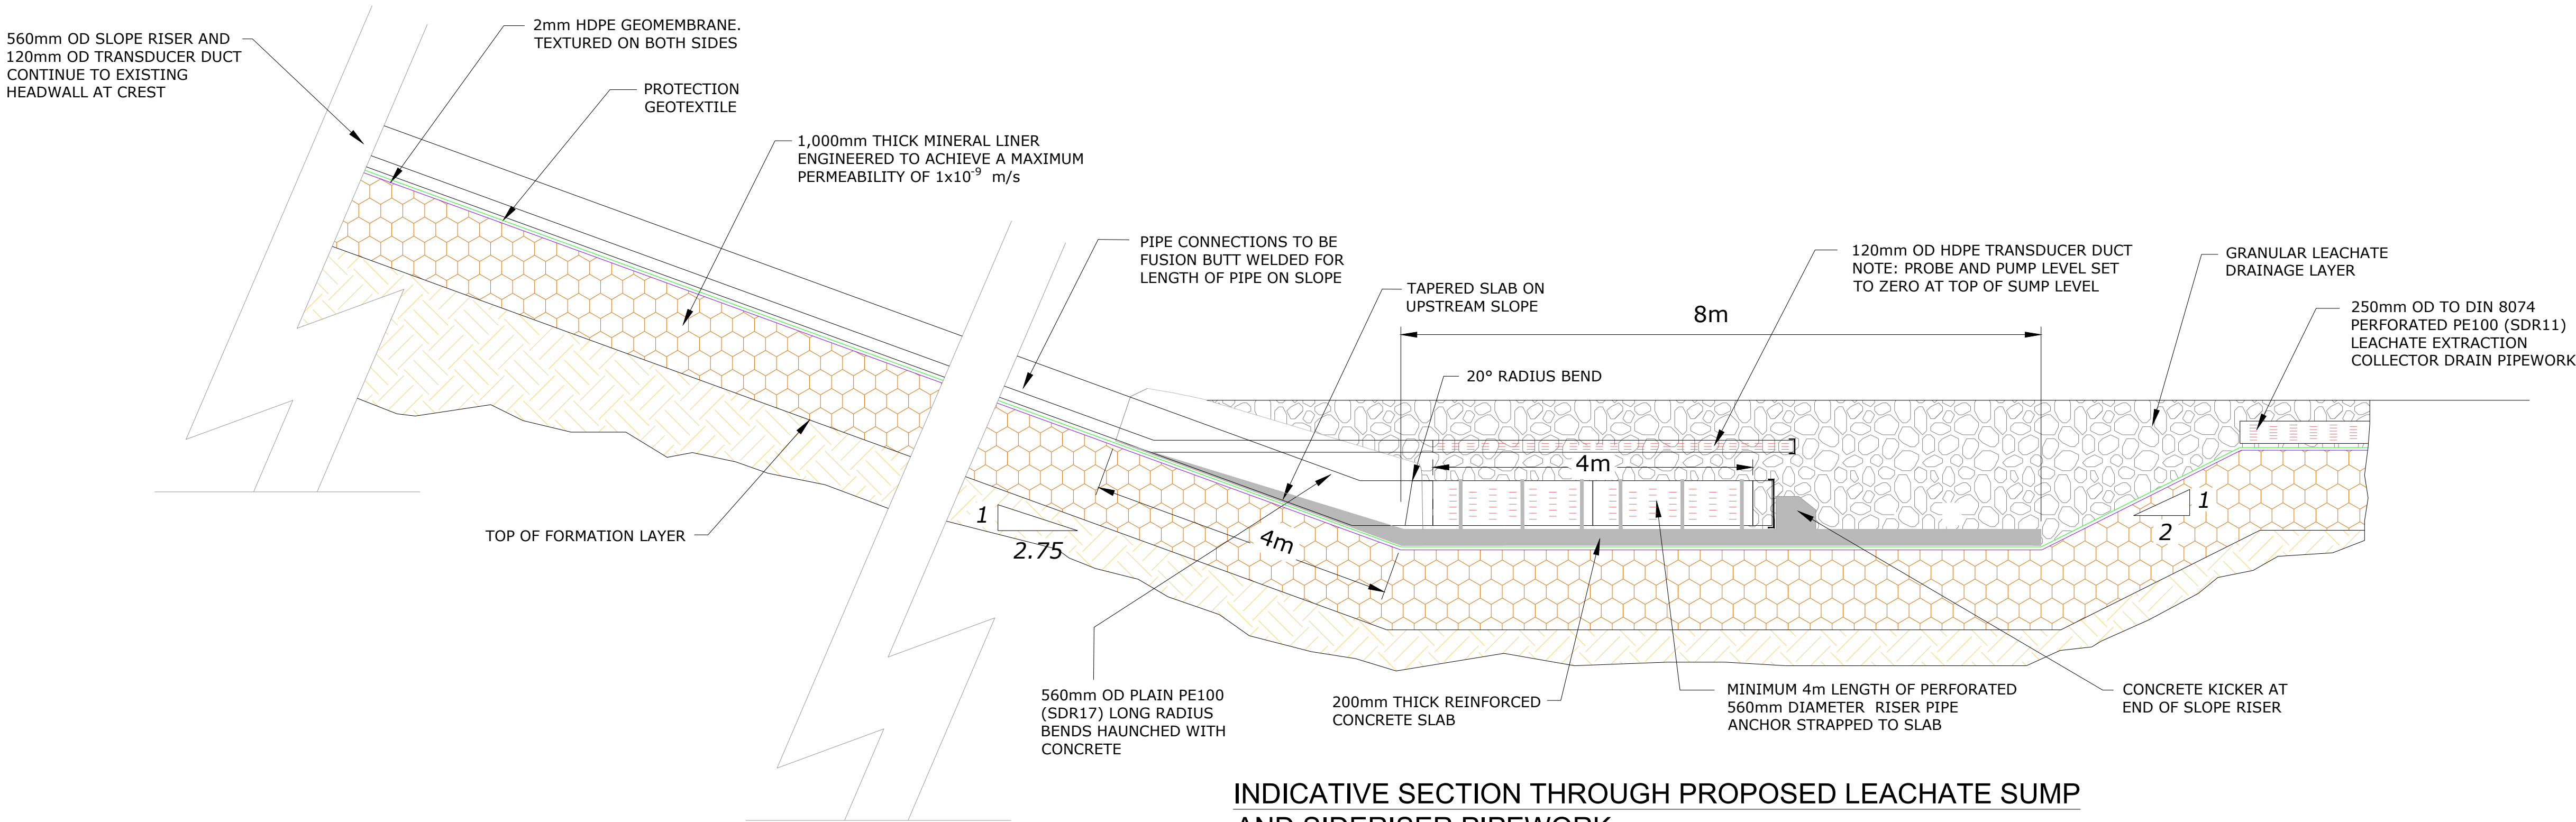 560mm OD SLOPE RISER AND
120mm OD TRANSDUCER DUCT
CONTINUE TO EXISTING
HEADWALL AT CREST
2mm HDPE GEOMEMBRANE.
TEXTURED ON BOTH SIDES
PROTECTION
GEOTEXTILE
1,000mm THICK MINERAL LINER
ENGINEERED TO ACHIEVE A MAXIMUM
PERMEABILITY OF 1x10⁻⁹ m/s
PIPE CONNECTIONS TO BE
FUSION BUTT WELDED FOR
LENGTH OF PIPE ON SLOPE
TAPERED SLAB ON
UPSTREAM SLOPE
20° RADIUS BEND
8m
120mm OD HDPE TRANSDUCER DUCT
NOTE: PROBE AND PUMP LEVEL SET
TO ZERO AT TOP OF SUMP LEVEL
GRANULAR LEACHATE
DRAINAGE LAYER
250mm OD TO DIN 8074
PERFORATED PE100 (SDR11)
LEACHATE EXTRACTION
COLLECTOR DRAIN PIPEWORK
4m
1
2
TOP OF FORMATION LAYER
1
2.75
4m
560mm OD PLAIN PE100
(SDR17) LONG RADIUS
BENDS HAUNCHED WITH
CONCRETE
200mm THICK REINFORCED
CONCRETE SLAB
MINIMUM 4m LENGTH OF PERFORATED
560mm DIAMETER RISER PIPE
ANCHOR STRAPPED TO SLAB
CONCRETE KICKER AT
END OF SLOPE RISER
INDICATIVE SECTION THROUGH PROPOSED LEACHATE SUMP
AND SIDERISER PIPEWORK